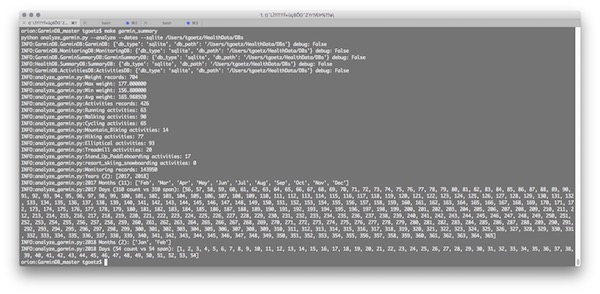 bash
bash
orion:GarminDB_master tgoetz$ make garmin_summary
python analyze_garmin.py --analyze --dates --sqlite /Users/tgoetz/HealthData/DBs
INFO:GarminDB.GarminDB:GarminDB: {'db_type': 'sqlite', 'db_path': '/Users/tgoetz/HealthData/DBs'} debug: False
INFO:GarminDB.MonitoringDB:MonitoringDB: {'db_type': 'sqlite', 'db_path': '/Users/tgoetz/HealthData/DBs'} debug: False
INFO:GarminDB.GarminSummaryDB:GarminSummaryDB: {'db_type': 'sqlite', 'db_path': '/Users/tgoetz/HealthData/DBs'} debug: False
INFO:HealthDB.SummaryDB:SummaryDB: {'db_type': 'sqlite', 'db_path': '/Users/tgoetz/HealthData/DBs'} debug: False
INFO:GarminDB.ActivitiesDB:ActivitiesDB: {'db_type': 'sqlite', 'db_path': '/Users/tgoetz/HealthData/DBs'} debug: False
INFO:analyze_garmin.py:Weight records: 704
INFO:analyze_garmin.py:Max weight: 177.000000
INFO:analyze_garmin.py:Min weight: 156.800000
INFO:analyze_garmin.py:Avg weight: 165.968920
INFO:analyze_garmin.py:Activities records: 426
INFO:analyze_garmin.py:Running activities: 63
INFO:analyze_garmin.py:Walking activities: 90
INFO:analyze_garmin.py:Cycling activities: 65
INFO:analyze_garmin.py:Mountain_Biking activities: 14
INFO:analyze_garmin.py:Hiking activities: 77
INFO:analyze_garmin.py:Elliptical activities: 93
INFO:analyze_garmin.py:Treadmill activities: 20
INFO:analyze_garmin.py:Stand_Up_Paddleboarding activities: 17
INFO:analyze_garmin.py:resort_skiing_snowboarding activities: 0
INFO:analyze_garmin.py:Monitoring records: 143950
INFO:analyze_garmin.py:Years (2): [2017, 2018]
INFO:analyze_garmin.py:2017 Months (11): ['Feb', 'Mar', 'Apr', 'May', 'Jun', 'Jul', 'Aug', 'Sep', 'Oct', 'Nov', 'Dec']
INFO:analyze_garmin.py:2017 Days (310 count vs 310 span): [56, 57, 58, 59, 60, 61, 62, 63, 64, 65, 66, 67, 68, 69, 70, 71, 72, 73, 74, 75, 76, 77, 78, 79, 80, 81, 82, 83, 84, 85, 86, 87, 88, 89, 90,
91, 92, 93, 94, 95, 96, 97, 98, 99, 100, 101, 102, 103, 104, 105, 106, 107, 108, 109, 110, 111, 112, 113, 114, 115, 116, 117, 118, 119, 120, 121, 122, 123, 124, 125, 126, 127, 128, 129, 130, 131, 132
, 133, 134, 135, 136, 137, 138, 139, 140, 141, 142, 143, 144, 145, 146, 147, 148, 149, 150, 151, 152, 153, 154, 155, 156, 157, 158, 159, 160, 161, 162, 163, 164, 165, 166, 167, 168, 169, 170, 171, 17
2, 173, 174, 175, 176, 177, 178, 179, 180, 181, 182, 183, 184, 185, 186, 187, 188, 189, 190, 191, 192, 193, 194, 195, 196, 197, 198, 199, 200, 201, 202, 203, 204, 205, 206, 207, 208, 209, 210, 211, 2
12, 213, 214, 215, 216, 217, 218, 219, 220, 221, 222, 223, 224, 225, 226, 227, 228, 229, 230, 231, 232, 233, 234, 235, 236, 237, 238, 239, 240, 241, 242, 243, 244, 245, 246, 247, 248, 249, 250, 251,
252, 253, 254, 255, 256, 257, 258, 259, 260, 261, 262, 263, 264, 265, 266, 267, 268, 269, 270, 271, 272, 273, 274, 275, 276, 277, 278, 279, 280, 281, 282, 283, 284, 285, 286, 287, 288, 289, 290, 291,
292, 293, 294, 295, 296, 297, 298, 299, 300, 301, 302, 303, 304, 305, 306, 307, 308, 309, 310, 311, 312, 313, 314, 315, 316, 317, 318, 319, 320, 321, 322, 323, 324, 325, 326, 327, 328, 329, 330, 331
, 332, 333, 334, 335, 336, 337, 338, 339, 340, 341, 342, 343, 344, 345, 346, 347, 348, 349, 350, 351, 352, 353, 354, 355, 356, 357, 358, 359, 360, 361, 362, 363, 364, 365]
INFO:analyze_garmin.py:2018 Months (2): ['Jan', 'Feb']
INFO:analyze_garmin.py:2018 Days (54 count vs 54 span): [1, 2, 3, 4, 5, 6, 7, 8, 9, 10, 11, 12, 13, 14, 15, 16, 17, 18, 19, 20, 21, 22, 23, 24, 25, 26, 27, 28, 29, 30, 31, 32, 33, 34, 35, 36, 37, 38,
39, 40, 41, 42, 43, 44, 45, 46, 47, 48, 49, 50, 51, 52, 53, 54]
orion:GarminDB_master tgoetz$